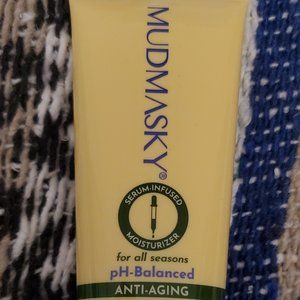 MUDMASKY®
SERUM-INFUSED
MOISTURIZER
for all seasons
pH-Balanced
ANTI-AGING